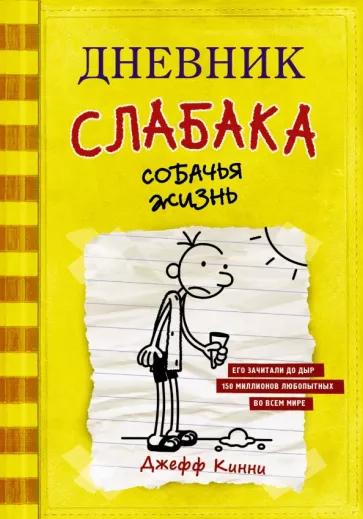 ДНЕВНИК
СЛАБАКА
СОБАЧЬЯ
ЖИЗНЬ
ЕГО ЗАЧИТАЛИ ДО ДЫР
150 МИЛЛИОНОВ ЛЮБОПЫТНЫХ
ВО ВСЕМ МИРЕ
Джефф Кинни